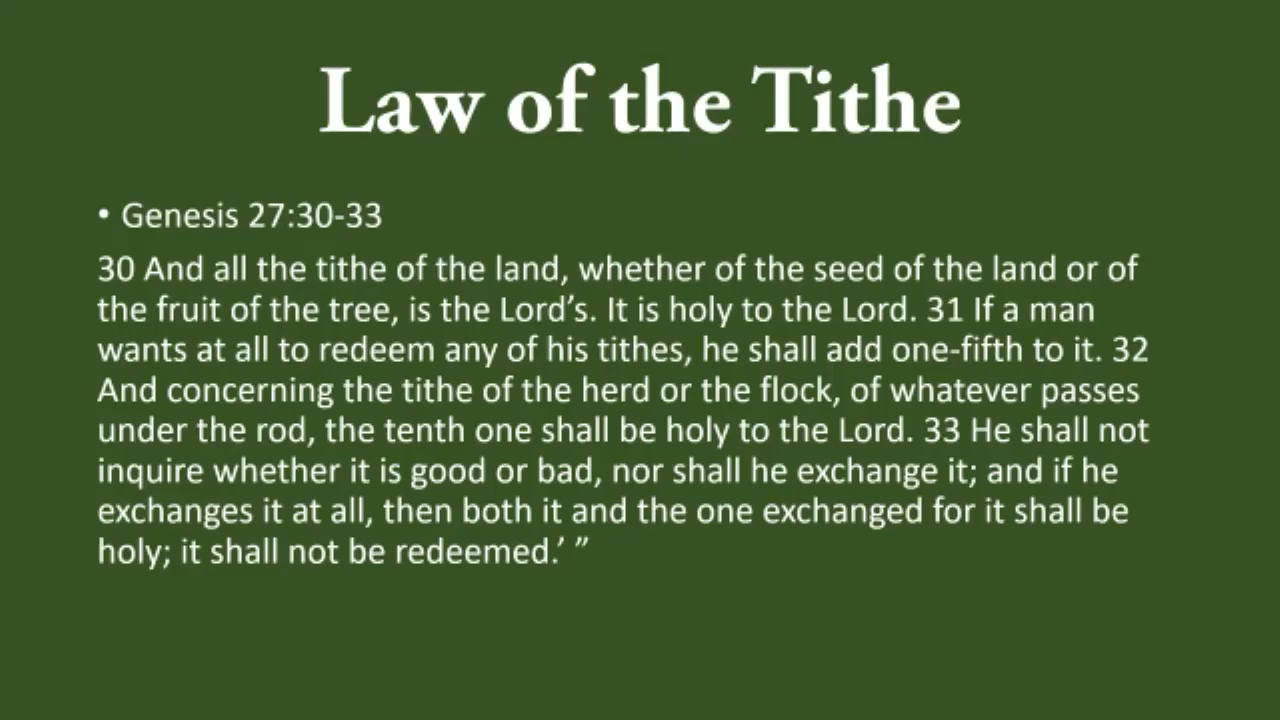 Law of the Tithe
• Genesis 27:30-33
30 And all the tithe of the land, whether of the seed of the land or of
the fruit of the tree, is the Lord’s. It is holy to the Lord. 31 If a man
wants at all to redeem any of his tithes, he shall add one-fifth to it. 32
And concerning the tithe of the herd or the flock, of whatever passes
under the rod, the tenth one shall be holy to the Lord. 33 He shall not
inquire whether it is good or bad, nor shall he exchange it; and if he
exchanges it at all, then both it and the one exchanged for it shall be
holy; it shall not be redeemed.’ ”